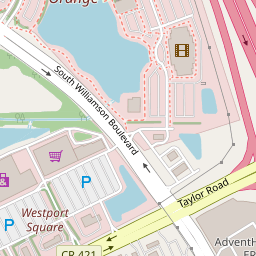 Orange
South Williamson Boulevard
Taylor Road
P
P
P
Westport
Square
CR 421
AdventH